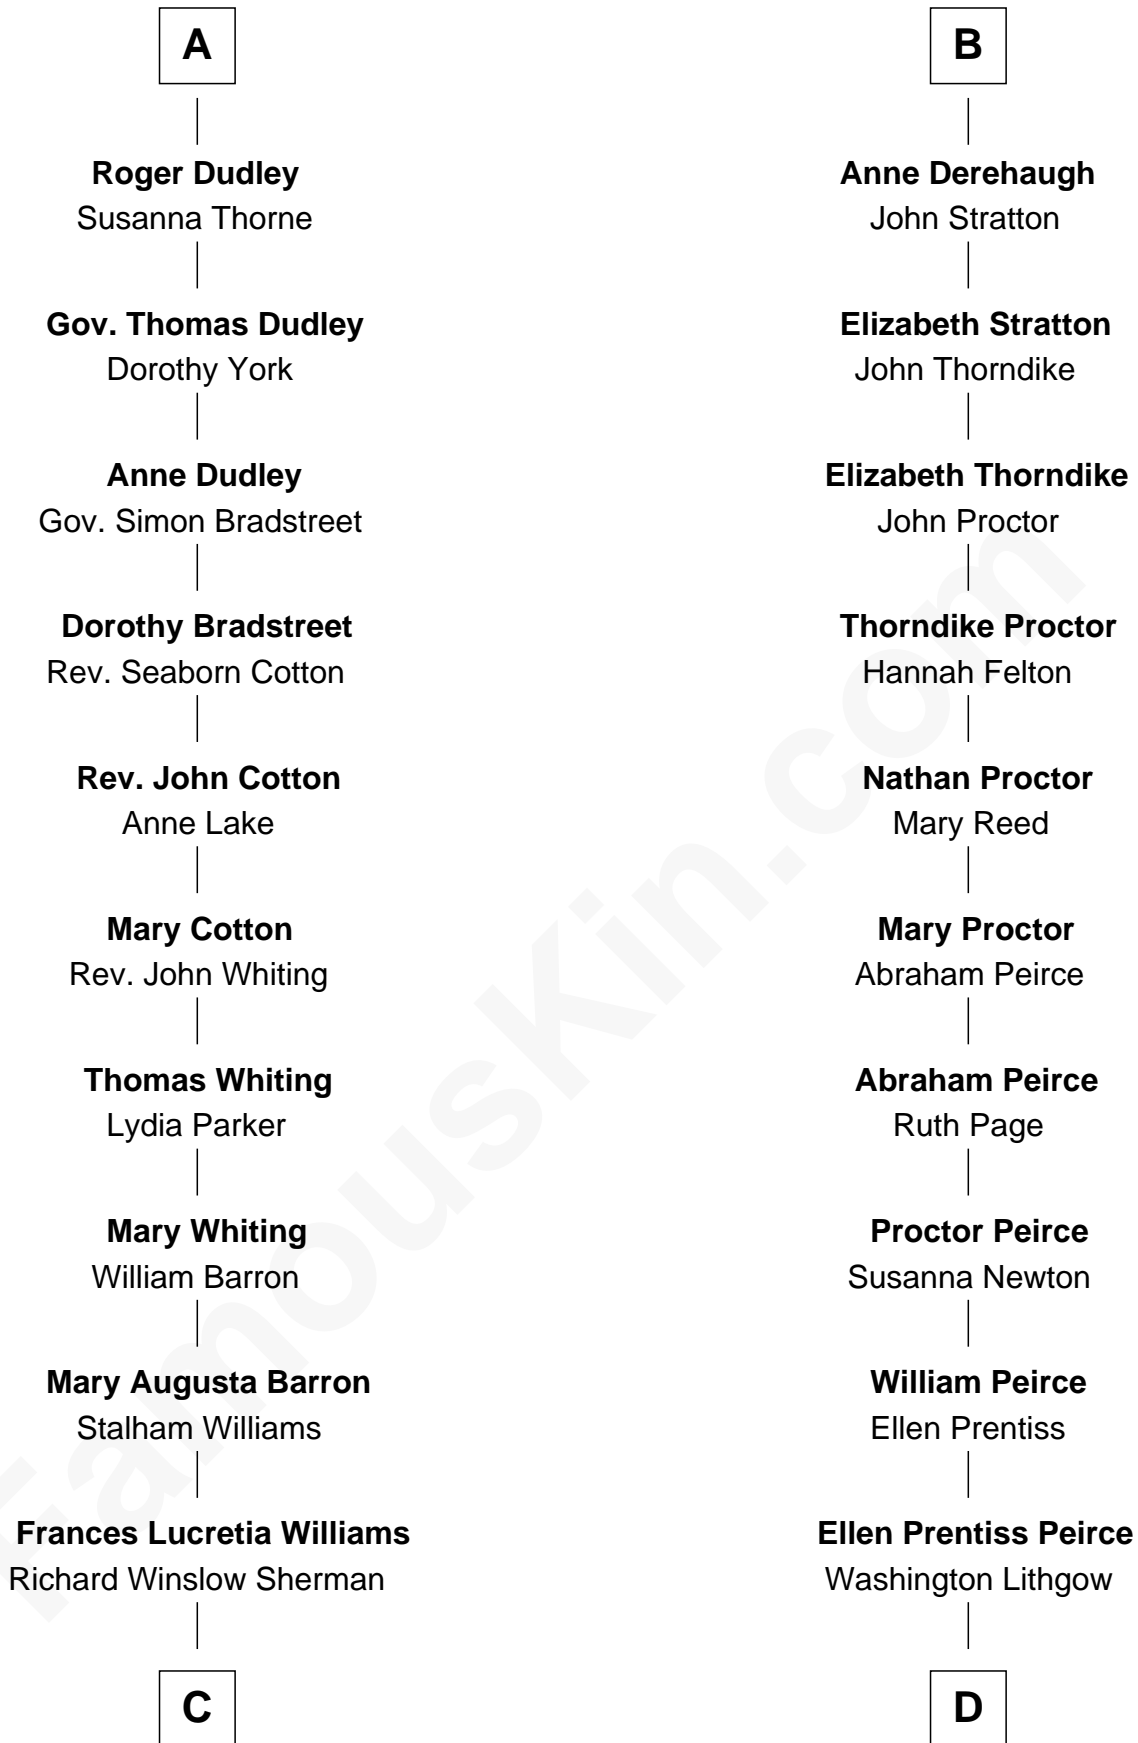 A
Roger Dudley
Susanna Thorne
Gov. Thomas Dudley
Dorothy York
Anne Dudley
Gov. Simon Bradstreet
Dorothy Bradstreet
Rev. Seaborn Cotton
Rev. John Cotton
Anne Lake
Mary Cotton
Rev. John Whiting
Thomas Whiting
Lydia Parker
Mary Whiting
William Barron
Mary Augusta Barron
Stalham Williams
Frances Lucretia Williams
Richard Winslow Sherman
C
B
Anne Derehaugh
John Stratton
Elizabeth Stratton
John Thorndike
Elizabeth Thorndike
John Proctor
Thorndike Proctor
Hannah Felton
Nathan Proctor
Mary Reed
Mary Proctor
Abraham Peirce
Abraham Peirce
Ruth Page
Proctor Peirce
Susanna Newton
William Peirce
Ellen Prentiss
Ellen Prentiss Peirce
Washington Lithgow
D
FamousKin.com